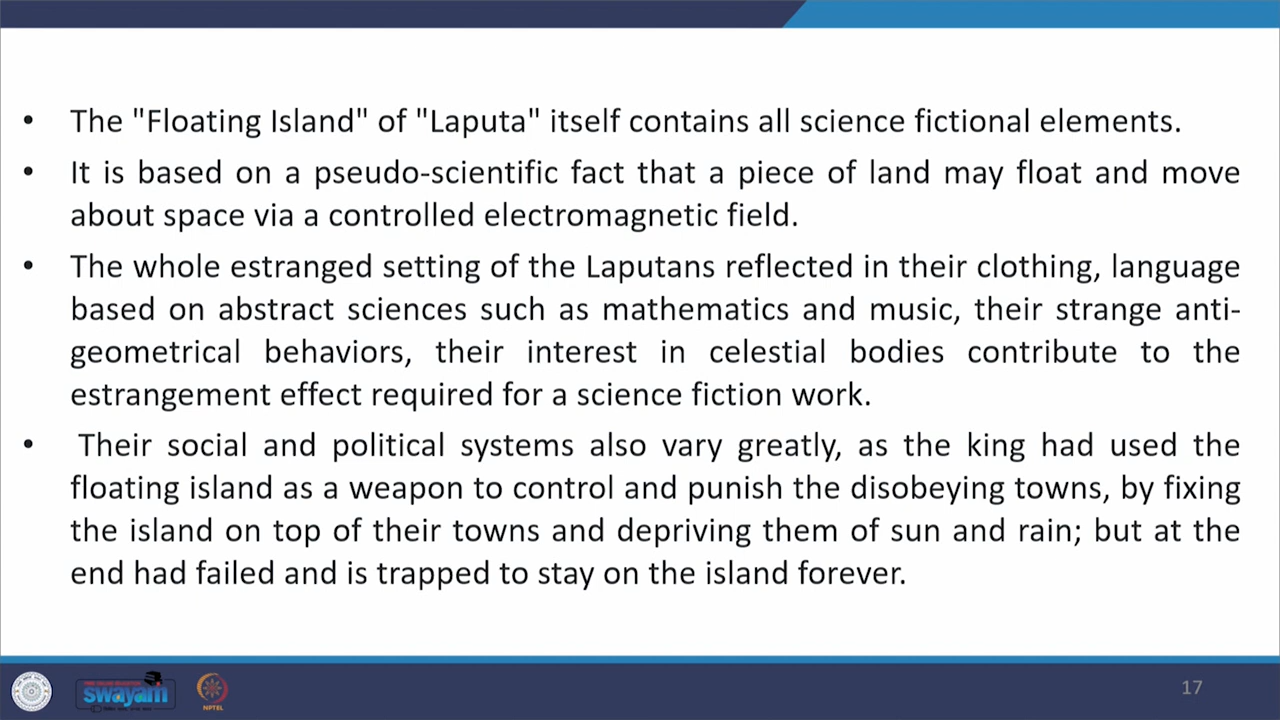 • The "Floating Island" of "Laputa" itself contains all science fictional elements.
• It is based on a pseudo-scientific fact that a piece of land may float and move
about space via a controlled electromagnetic field.
• The whole estranged setting of the Laputans reflected in their clothing, language
based on abstract sciences such as mathematics and music, their strange anti-
geometrical behaviors, their interest in celestial bodies contribute to the
estrangement effect required for a science fiction work.
• Their social and political systems also vary greatly, as the king had used the
floating island as a weapon to control and punish the disobeying towns, by fixing
the island on top of their towns and depriving them of sun and rain; but at the
end had failed and is trapped to stay on the island forever.
swayam
NPTEL
17